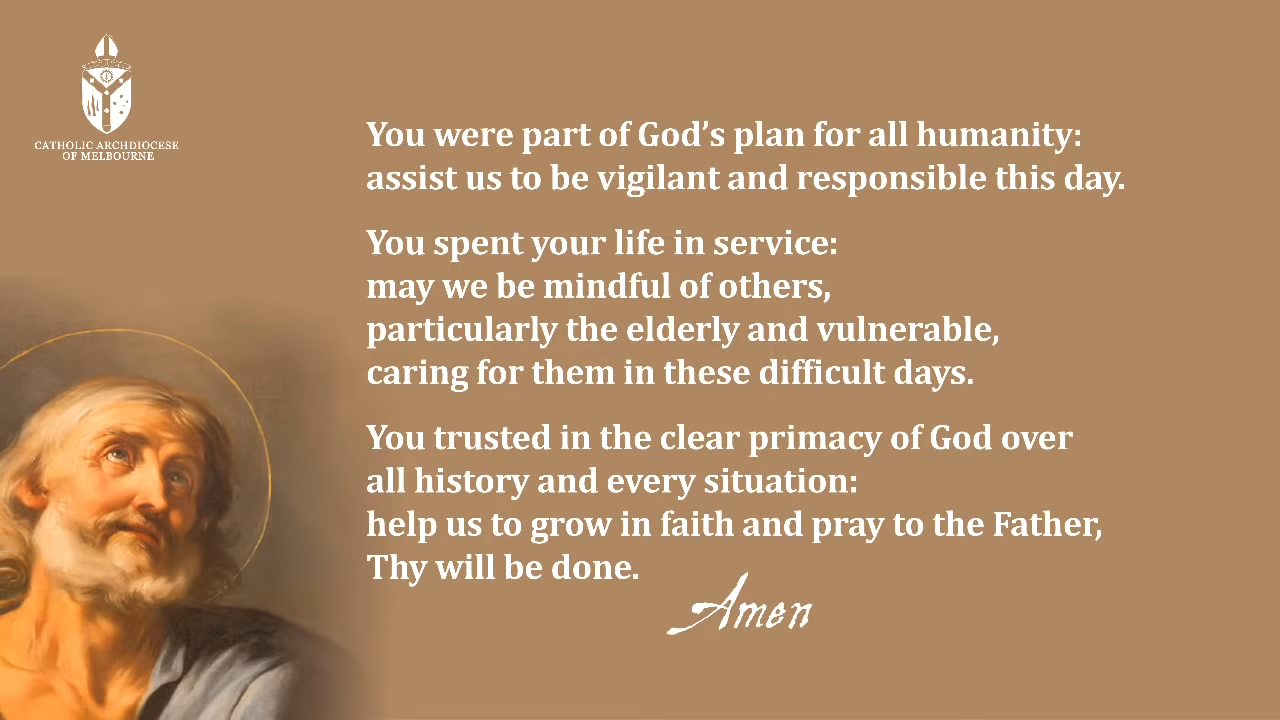 CATHOLIC ARCHDIOCESE
OF MELBOURNE
You were part of God’s plan for all humanity:
assist us to be vigilant and responsible this day.
You spent your life in service:
may we be mindful of others,
particularly the elderly and vulnerable,
caring for them in these difficult days.
You trusted in the clear primacy of God over
all history and every situation:
help us to grow in faith and pray to the Father,
Thy will be done.
Amen